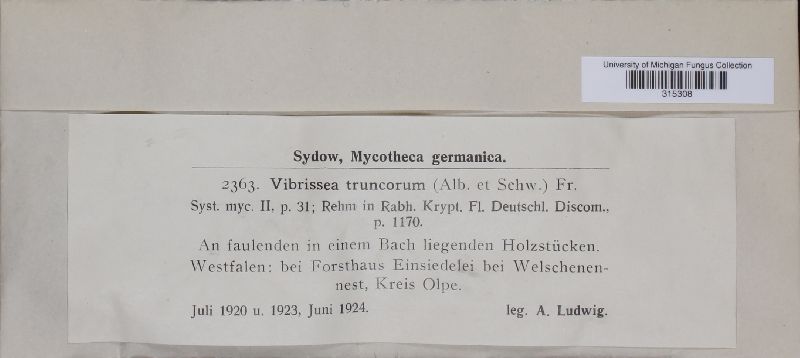 University of Michigan Fungus Collection
315308
Sydow, Mycotheca germanica.
2363. Vibrissea truncorum (Alb. et Schw.) Fr.
Syst. myc. II, p. 31; Rehm in Rabh. Krypt. Fl. Deutschl. Discom.,
p. 1170.
An faulenden in einem Bach liegenden Holzstücken.
Westfalen: bei Forsthaus Einsiedelei bei Welschenen-
nest, Kreis Olpe.
Juli 1920 u. 1923, Juni 1924. leg. A. Ludwig.